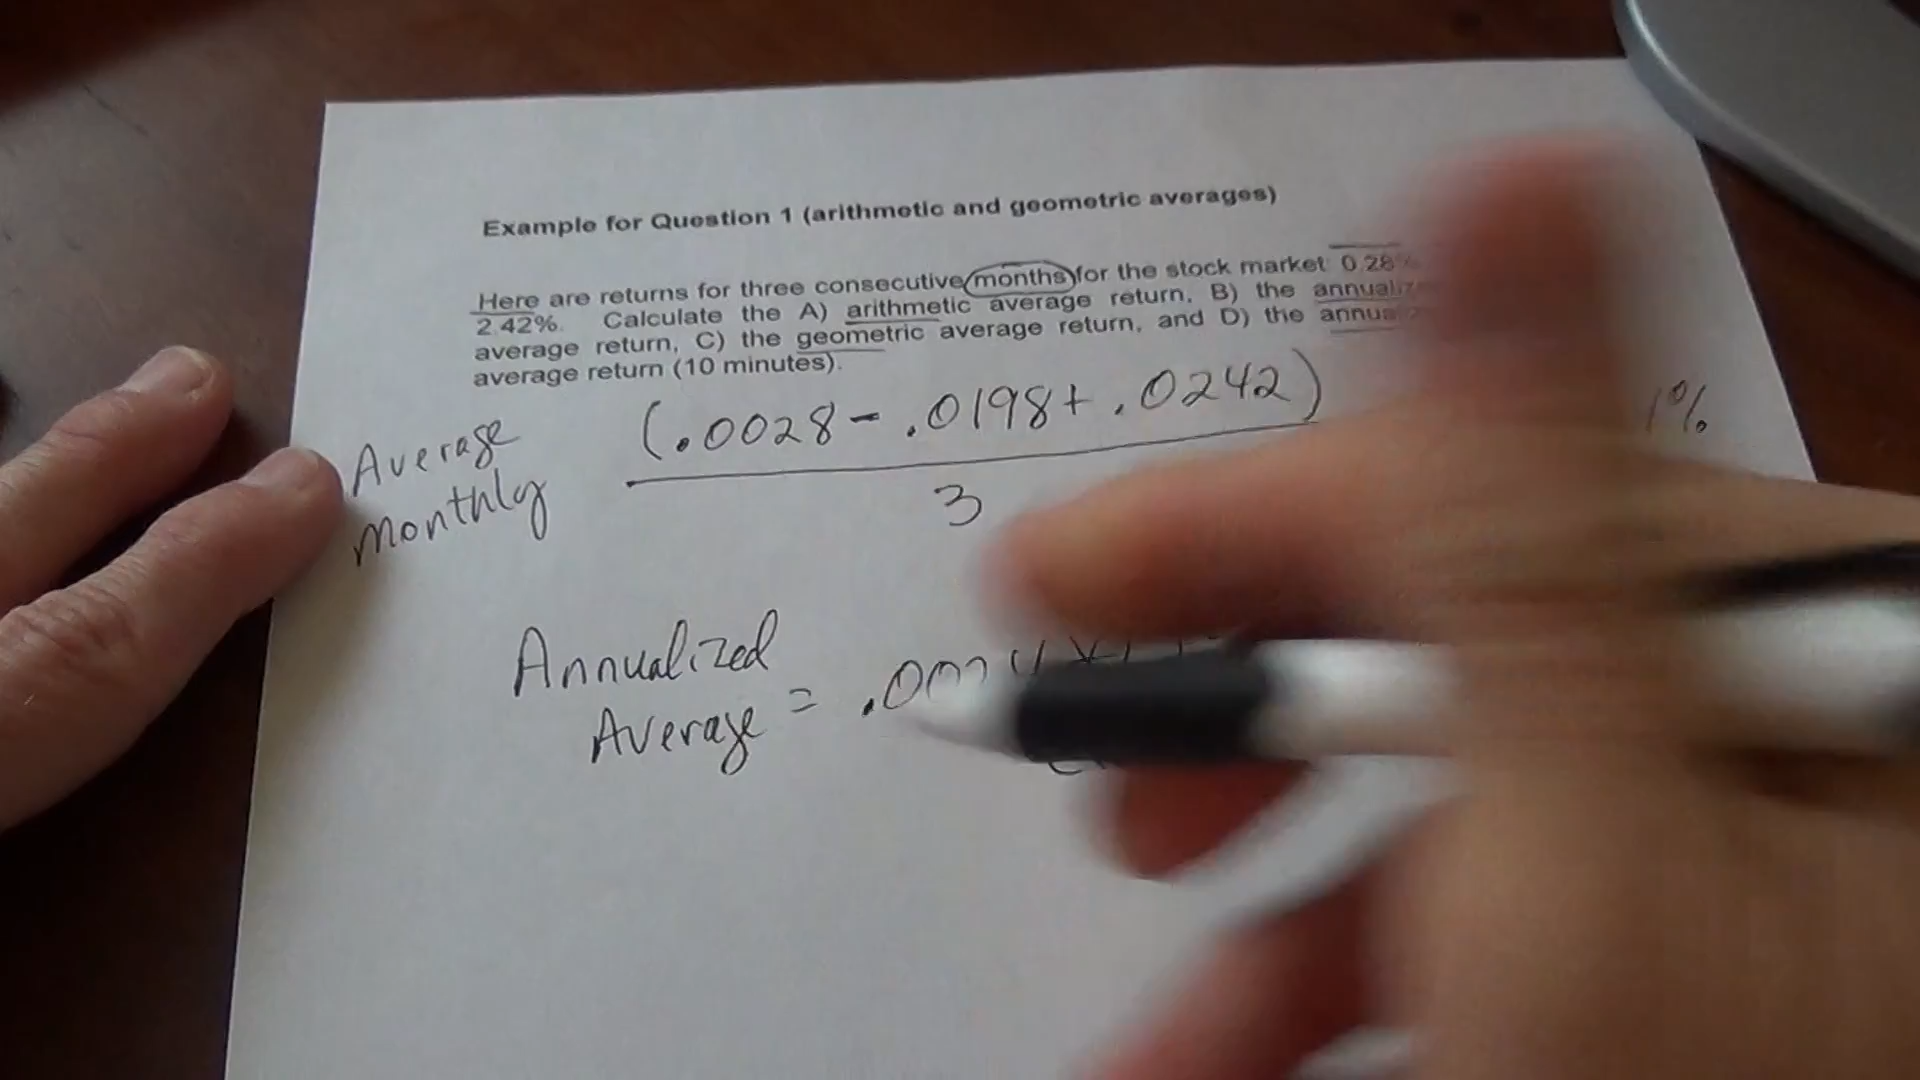 Example for Question 1 (arithmetic and geometric averages)
Here are returns for three consecutive months for the stock market: 0.28%
2.42%. Calculate the A) arithmetic average return, B) the
average return, C) the geometric average return, and D) the
average return (10 minutes).
(.0028 - .0198 + .0242)
1%
Average
monthly
3
Annualized
Average =